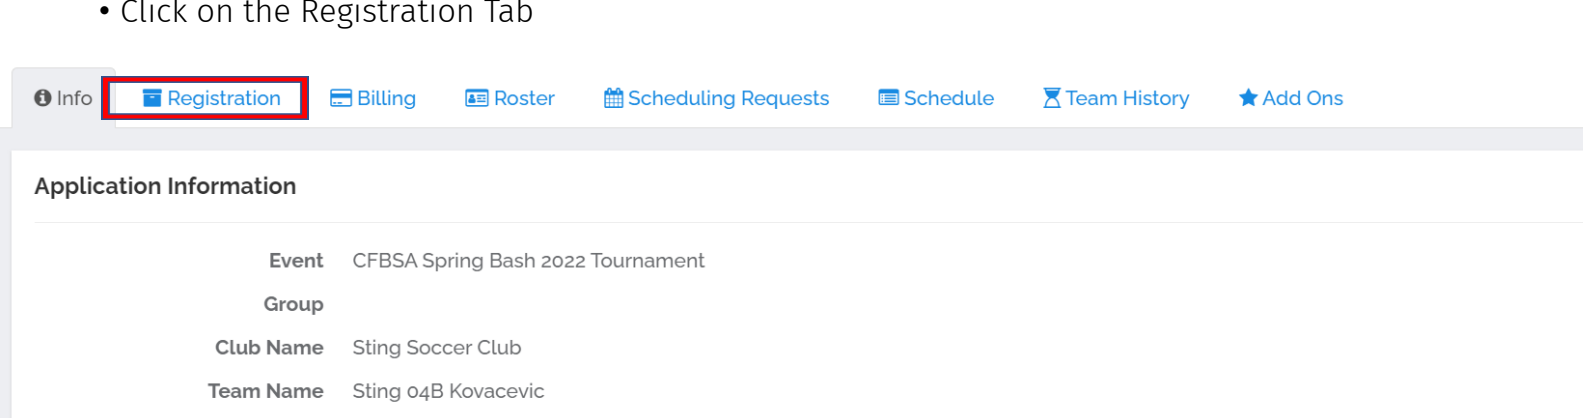 • Click on the Registration Tab
Info Registration Billing Roster Scheduling Requests Schedule Team History Add Ons
Application Information
Event CFBSA Spring Bash 2022 Tournament
Group
Club Name Sting Soccer Club
Team Name Sting 04B Kovacevic